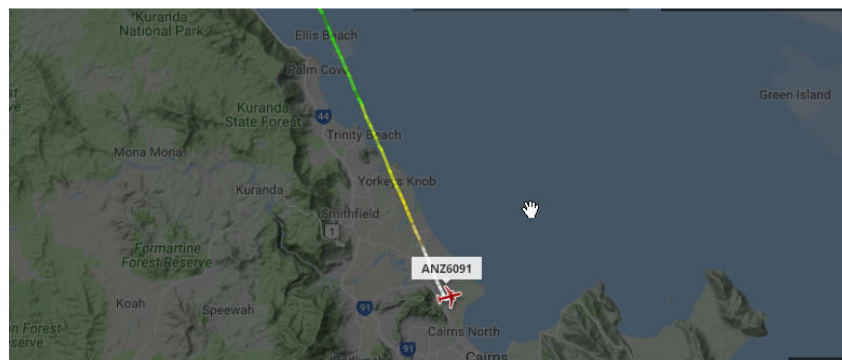 Kuranda
National Park
Ellis Beach
Palm Cove
Green Island
Kuranda
State Forest
44
Trinity Beach
Mona Mona
Yorkeys Knob
Kuranda
Smithfield
1
Formartine
Forest Reserve
ANZ6091
Koah
Speewah
91
Cairns North
91
Cairns